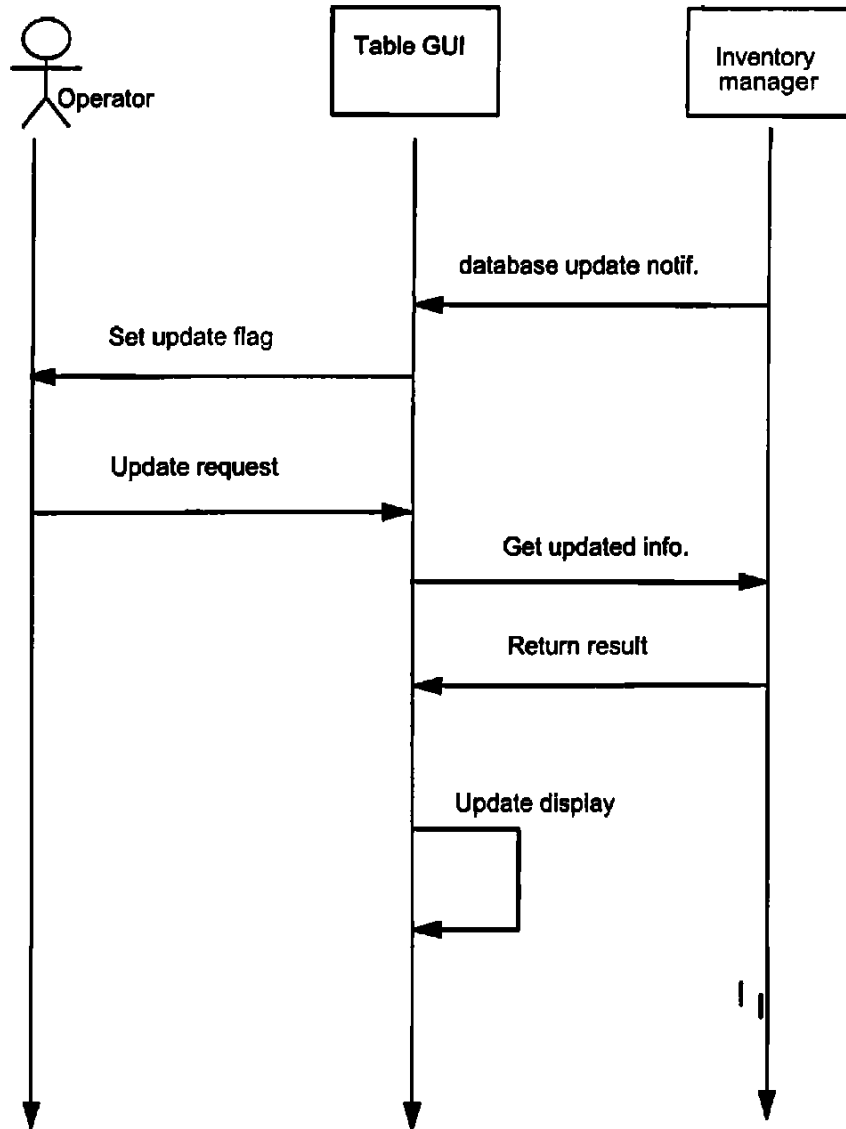 Table GUI
Inventory
manager
Operator
database update notif.
Set update flag
Update request
Get updated info.
Return result
Update display